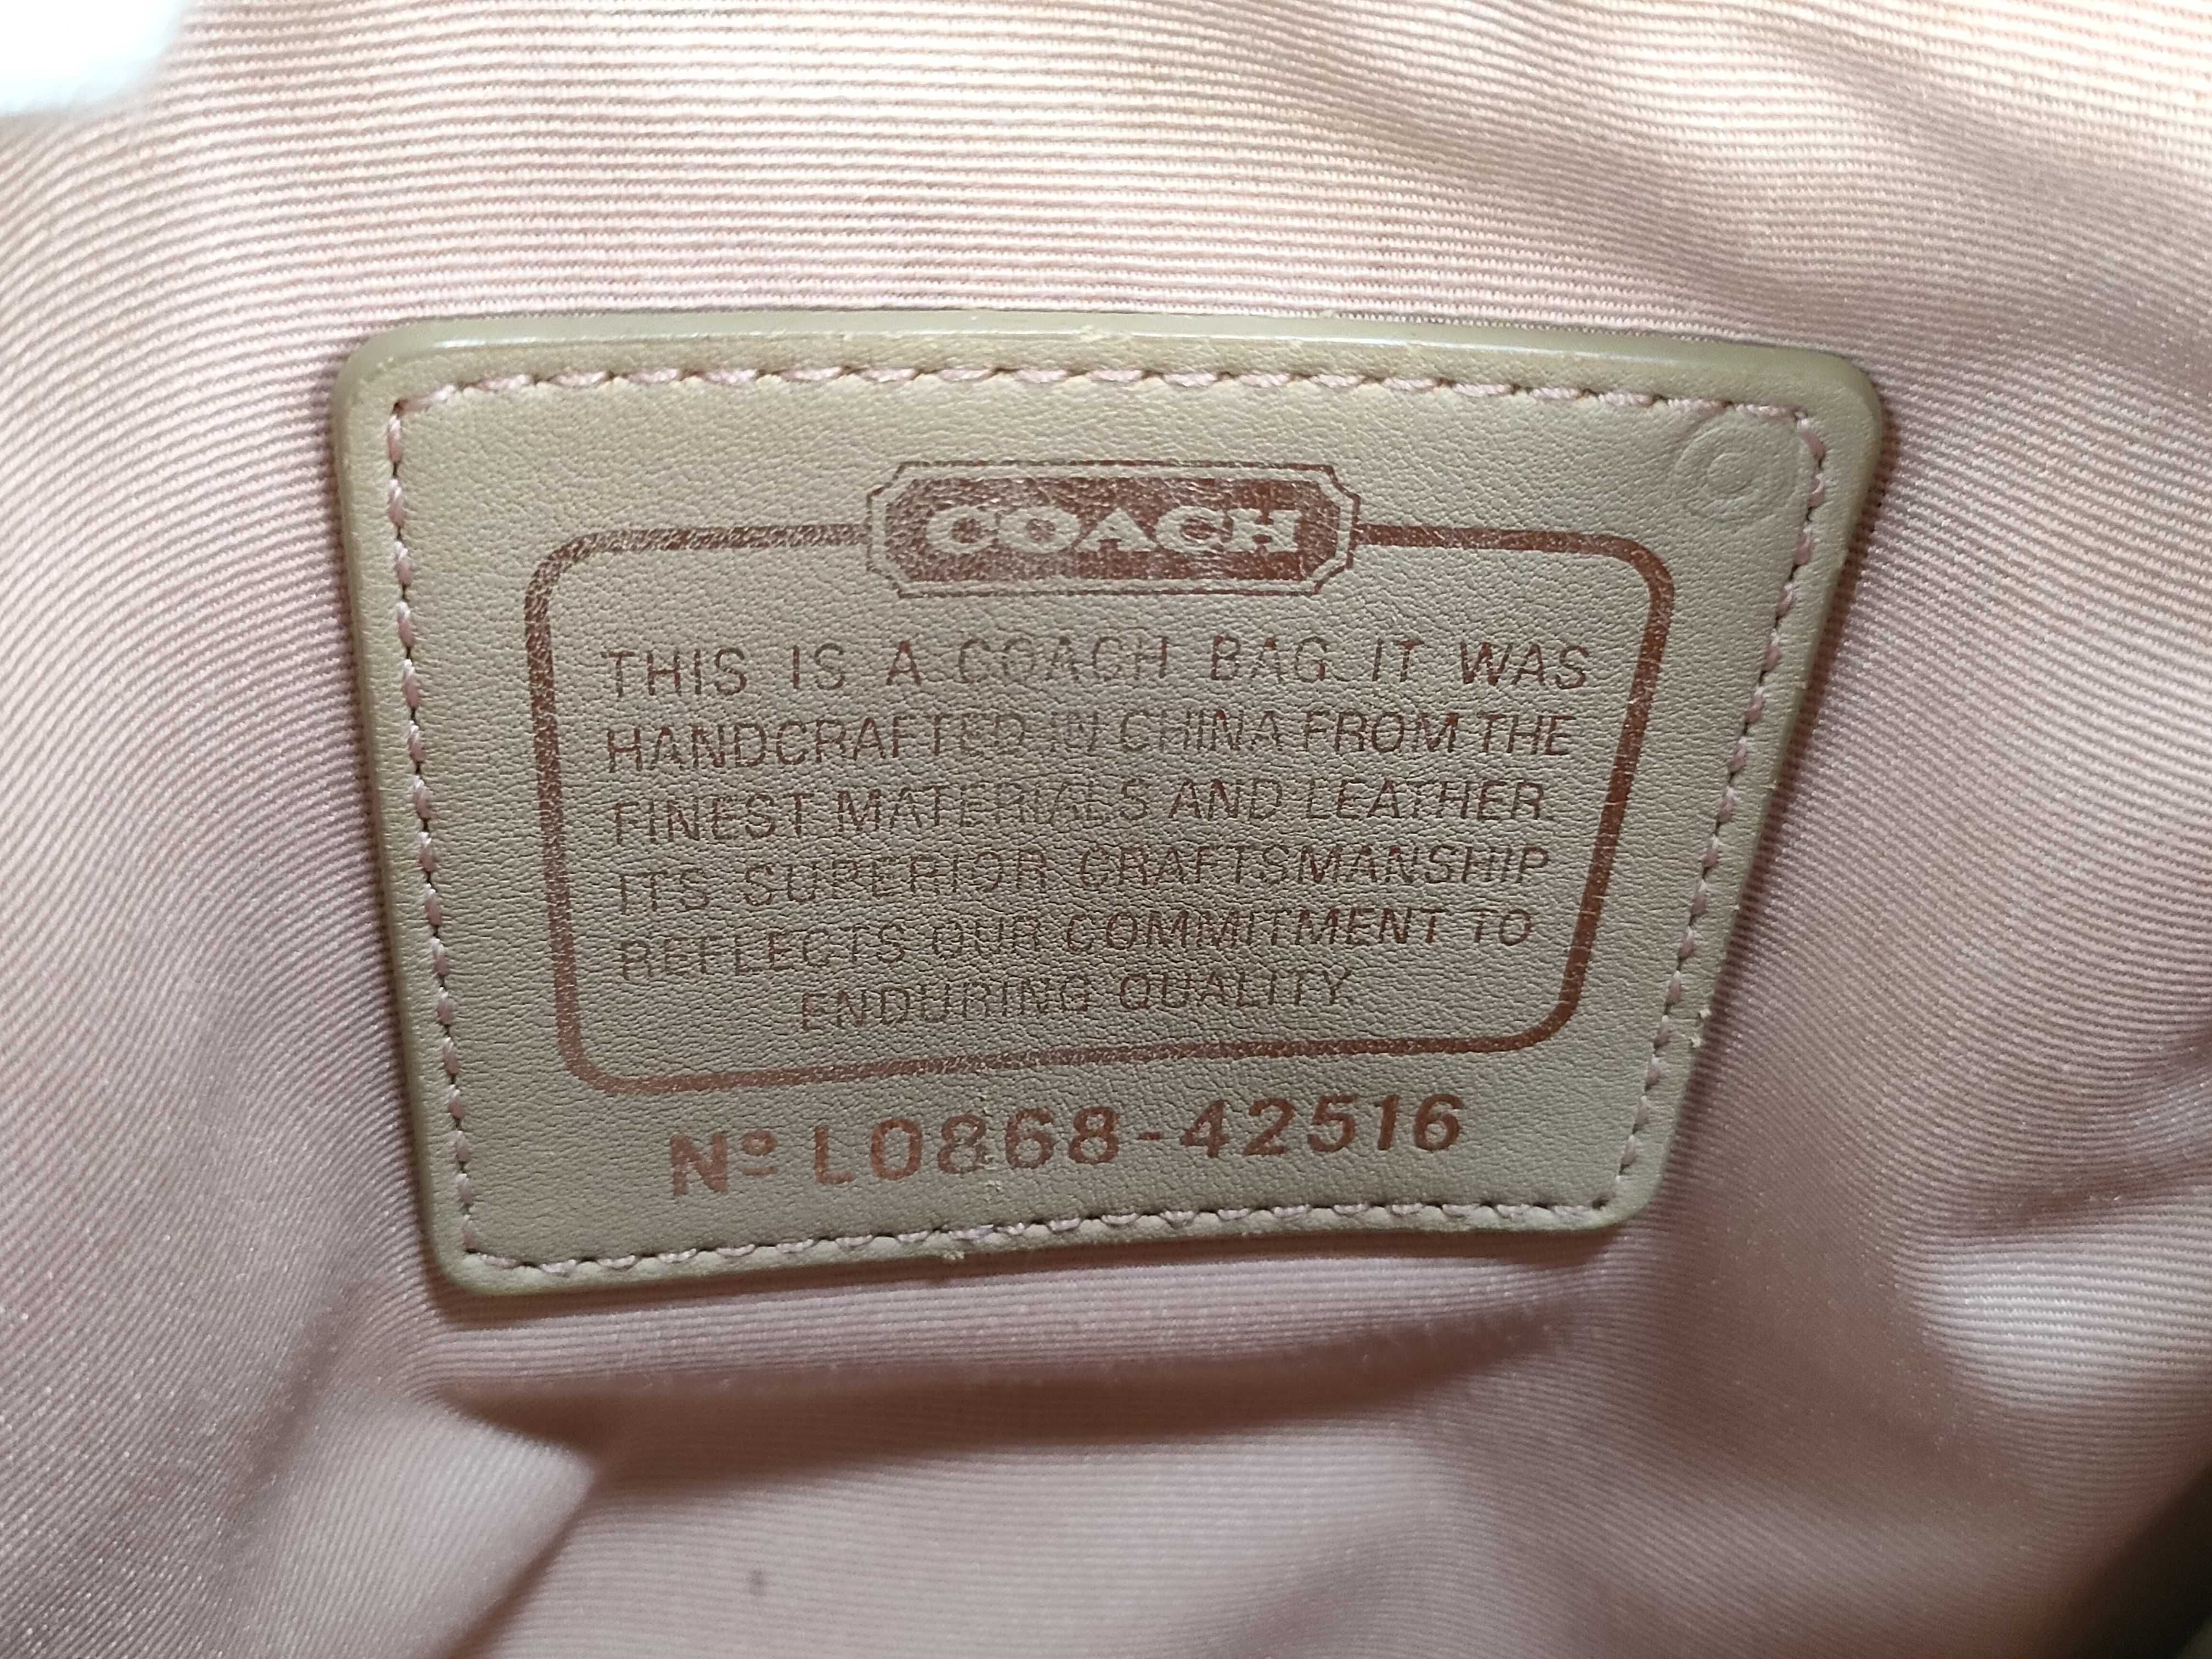 COACH
THIS IS A COACH BAG. IT WAS
HANDCRAFTED IN CHINA FROM THE
FINEST MATERIALS AND LEATHER.
ITS SUPERIOR CRAFTSMANSHIP
REFLECTS OUR COMMITMENT TO
ENDURING QUALITY.
Nº L0868-42516